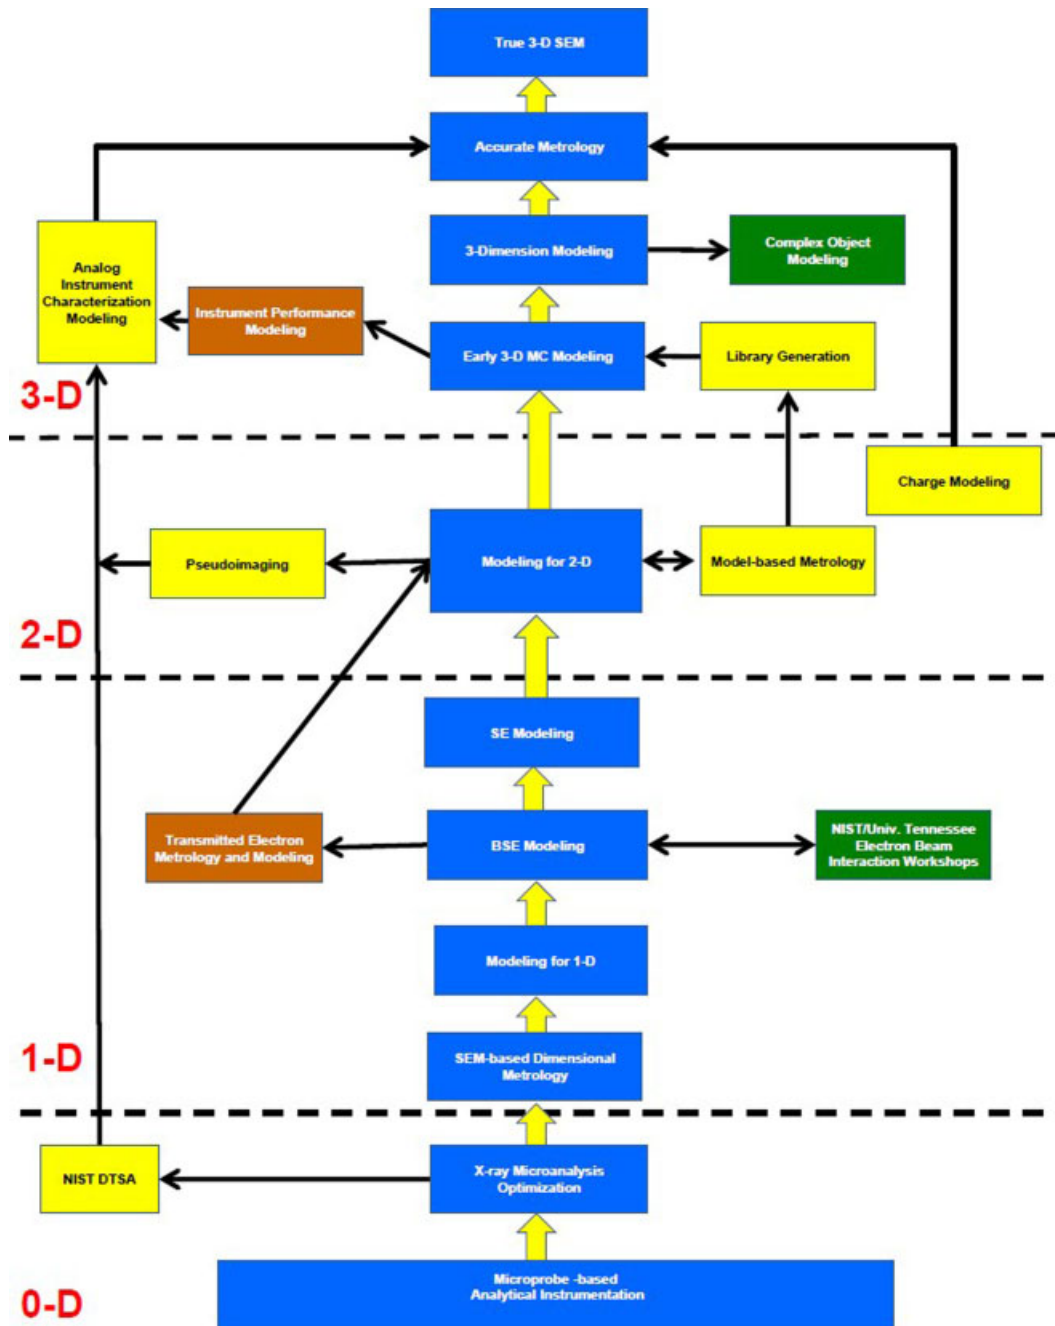 True 3-D SEM
Accurate Metrology
3-Dimension Modeling
Complex Object
Modeling
Analog
Instrument
Characterization
Modeling
Instrument Performance
Modeling
Early 3-D MC Modeling
Library Generation
3-D
Charge Modeling
Pseudoimaging
Modeling for 2-D
Model-based Metrology
2-D
SE Modeling
Transmitted Electron
Metrology and Modeling
BSE Modeling
NIST/Univ. Tennessee
Electron Beam
Interaction Workshops
Modeling for 1-D
1-D
SEM-based Dimensional
Metrology
NIST DTSA
X-ray Microanalysis
Optimization
Microprobe -based
Analytical Instrumentation
0-D